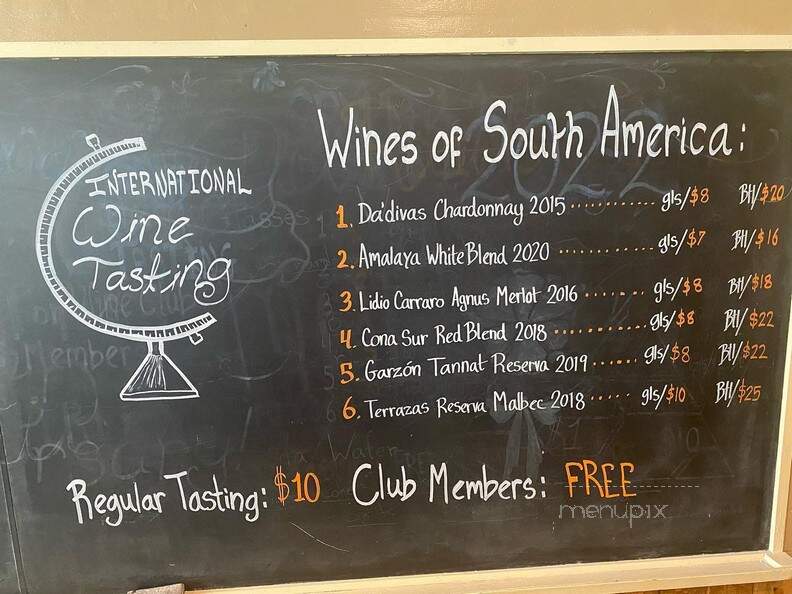 INTERNATIONAL
Wine
Tasting
Wines of South America:
1. Da'divas Chardonnay 2015 ............ gls/$8 Btl/$20
2. Amalaya White Blend 2020 ............ gls/$7 Btl/$16
3. Lidio Carraro Agnus Merlot 2016 ....... gls/$8 Btl/$18
4. Cona Sur Red Blend 2018 ............ gls/$8 Btl/$22
5. Garzón Tannat Reserva 2019 ...... gls/$8 Btl/$22
6. Terrazas Reserva Malbec 2018 ..... gls/$10 Btl/$25
Regular Tasting: $10 Club Members: FREE
menupix
2022
Member